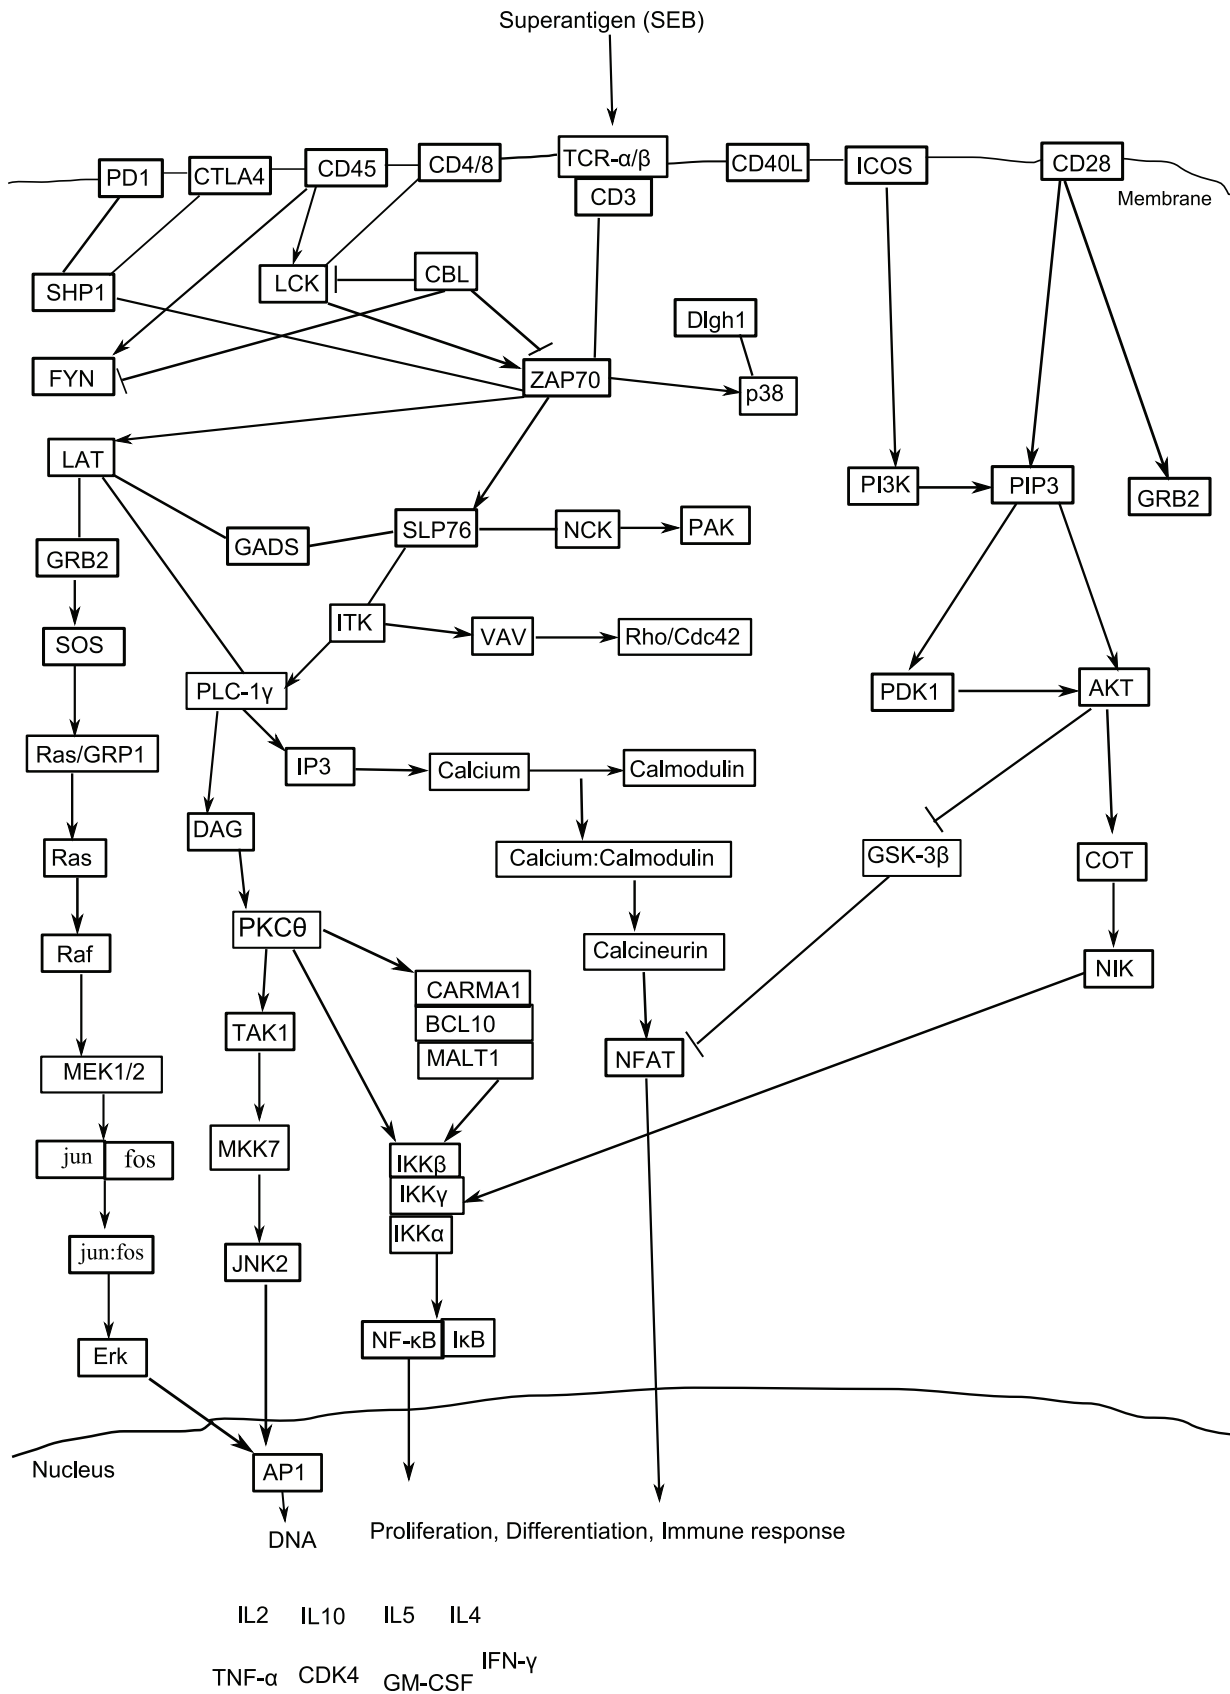 Superantigen (SEB)
PD1
CTLA4
CD45
CD4/8
TCR-α/β
CD40L
ICOS
CD28
Membrane
CD3
SHP1
LCK
CBL
Dlgh1
FYN
ZAP70
p38
LAT
PI3K
PIP3
GRB2
GRB2
GADS
SLP76
NCK
PAK
SOS
ITK
VAV
Rho/Cdc42
PLC-1γ
PDK1
AKT
Ras/GRP1
IP3
Calcium
Calmodulin
DAG
Ras
Calcium:Calmodulin
GSK-3β
COT
Raf
PKCθ
Calcineurin
NIK
CARMA1
BCL10
MALT1
TAK1
NFAT
MEK1/2
jun
fos
MKK7
IKKβ
IKKγ
IKKα
jun:fos
JNK2
Erk
NF-κB
IκB
Nucleus
AP1
DNA
Proliferation, Differentiation, Immune response
IL2
IL10
IL5
IL4
TNF-α
CDK4
GM-CSF
IFN-γ